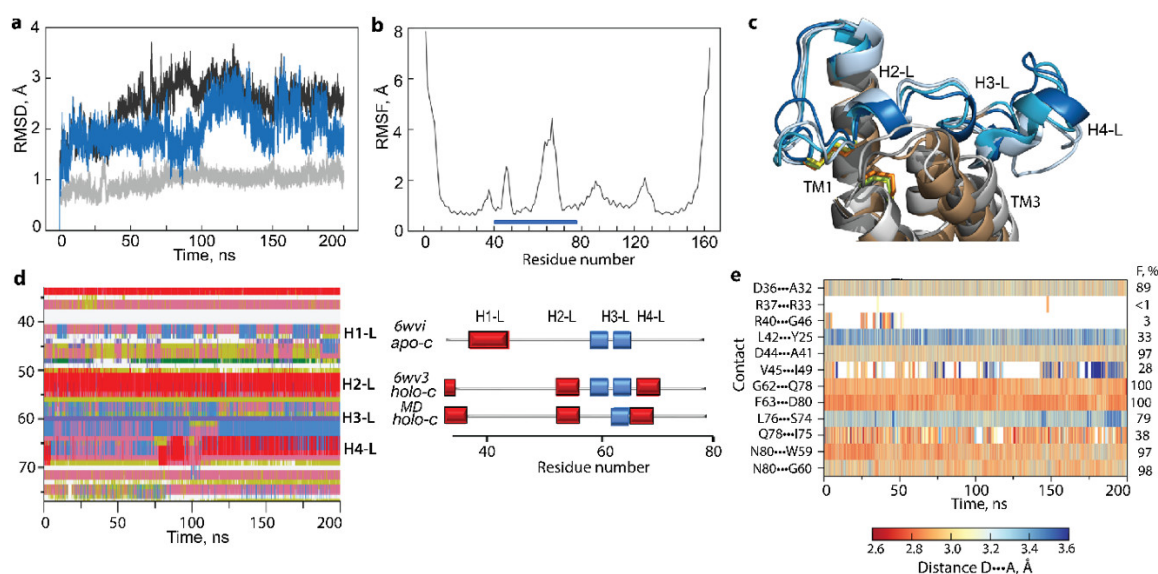 a
4
3
2
1
0
RMSD, Å
0 50 100 150 200
Time, ns
b
8
6
4
2
0
RMSF, Å
0 40 80 120 160
Residue number
c
H2-L
H3-L
H4-L
TM1
TM3
d
40
50
60
70
H1-L
H2-L
H3-L
H4-L
0 50 100 150 200
Time, ns
H1-L H2-L H3-L H4-L
6wvi
apo-c
6wv3
holo-c
MD
holo-c
40 60 80
Residue number
e
F, %
Contact
D36•••A32 89
R37•••R33 <1
R40•••G46 3
L42•••Y25 33
D44•••A41 97
V45•••I49 28
G62•••Q78 100
F63•••D80 100
L76•••S74 79
Q78•••I75 38
N80•••W59 97
N80•••G60 98
0 50 100 150 200
Time, ns
2.6 3.0 3.2 3.4 3.6
Distance D•••A, Å